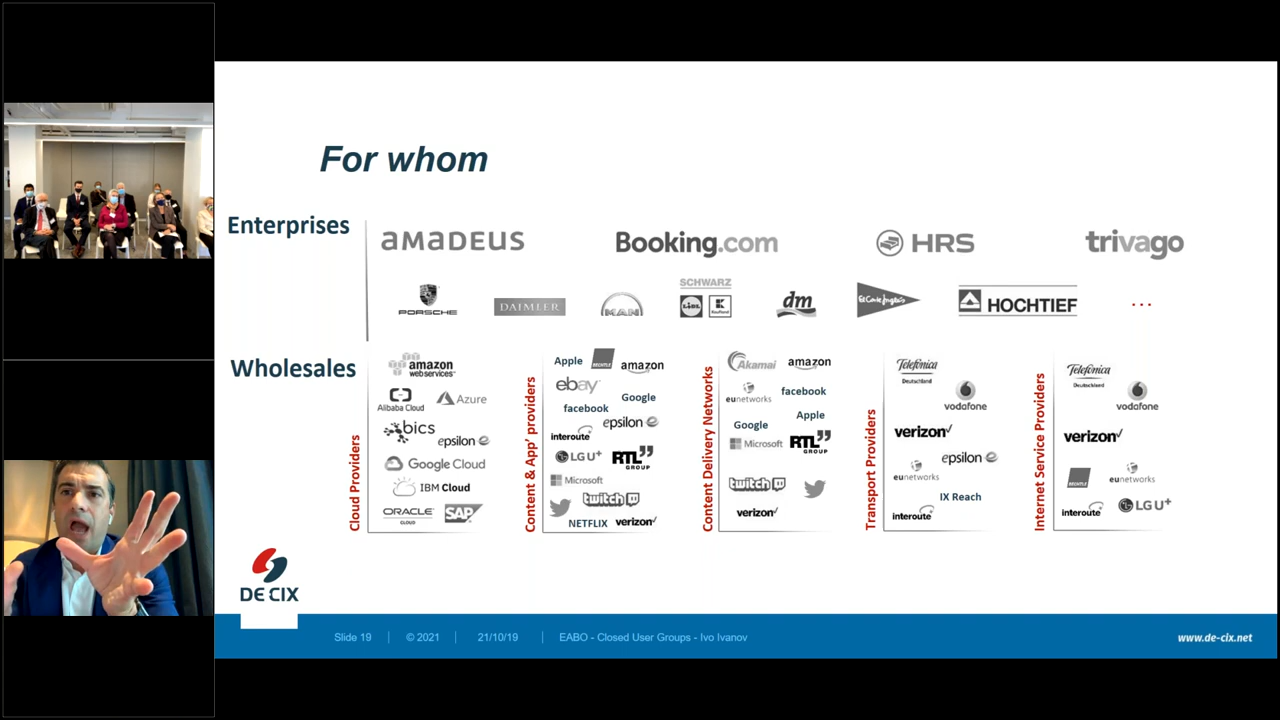 For whom
Enterprises
amadeus
Booking.com
HRS
trivago
PORSCHE
DAIMLER
MAN
SCHWARZ
LIDL
K
Kaufland
dm
El Corte Inglés
HOCHTIEF
...
Wholesales
Cloud Providers
amazon
webservices™
Alibaba Cloud
Azure
bics
epsilon
Google Cloud
IBM Cloud
ORACLE
CLOUD
SAP
Content & App' providers
Apple
BECHTLE
amazon
ebay
Google
facebook
epsilon
interoute
LG U+
RTL
GROUP
Microsoft
twitch
NETFLIX
verizon✓
Content Delivery Networks
Akamai
amazon
eunetworks
facebook
Apple
Google
Microsoft
RTL
GROUP
twitch
verizon✓
Transport Providers
Telefónica
Deutschland
vodafone
verizon✓
epsilon
eunetworks
IX Reach
interoute
Internet Service Providers
Telefónica
Deutschland
vodafone
verizon✓
BECHTLE
eunetworks
interoute
LG U+
DE CIX
Slide 19 | © 2021 | 21/10/19 | EABO - Closed User Groups - Ivo Ivanov
www.de-cix.net